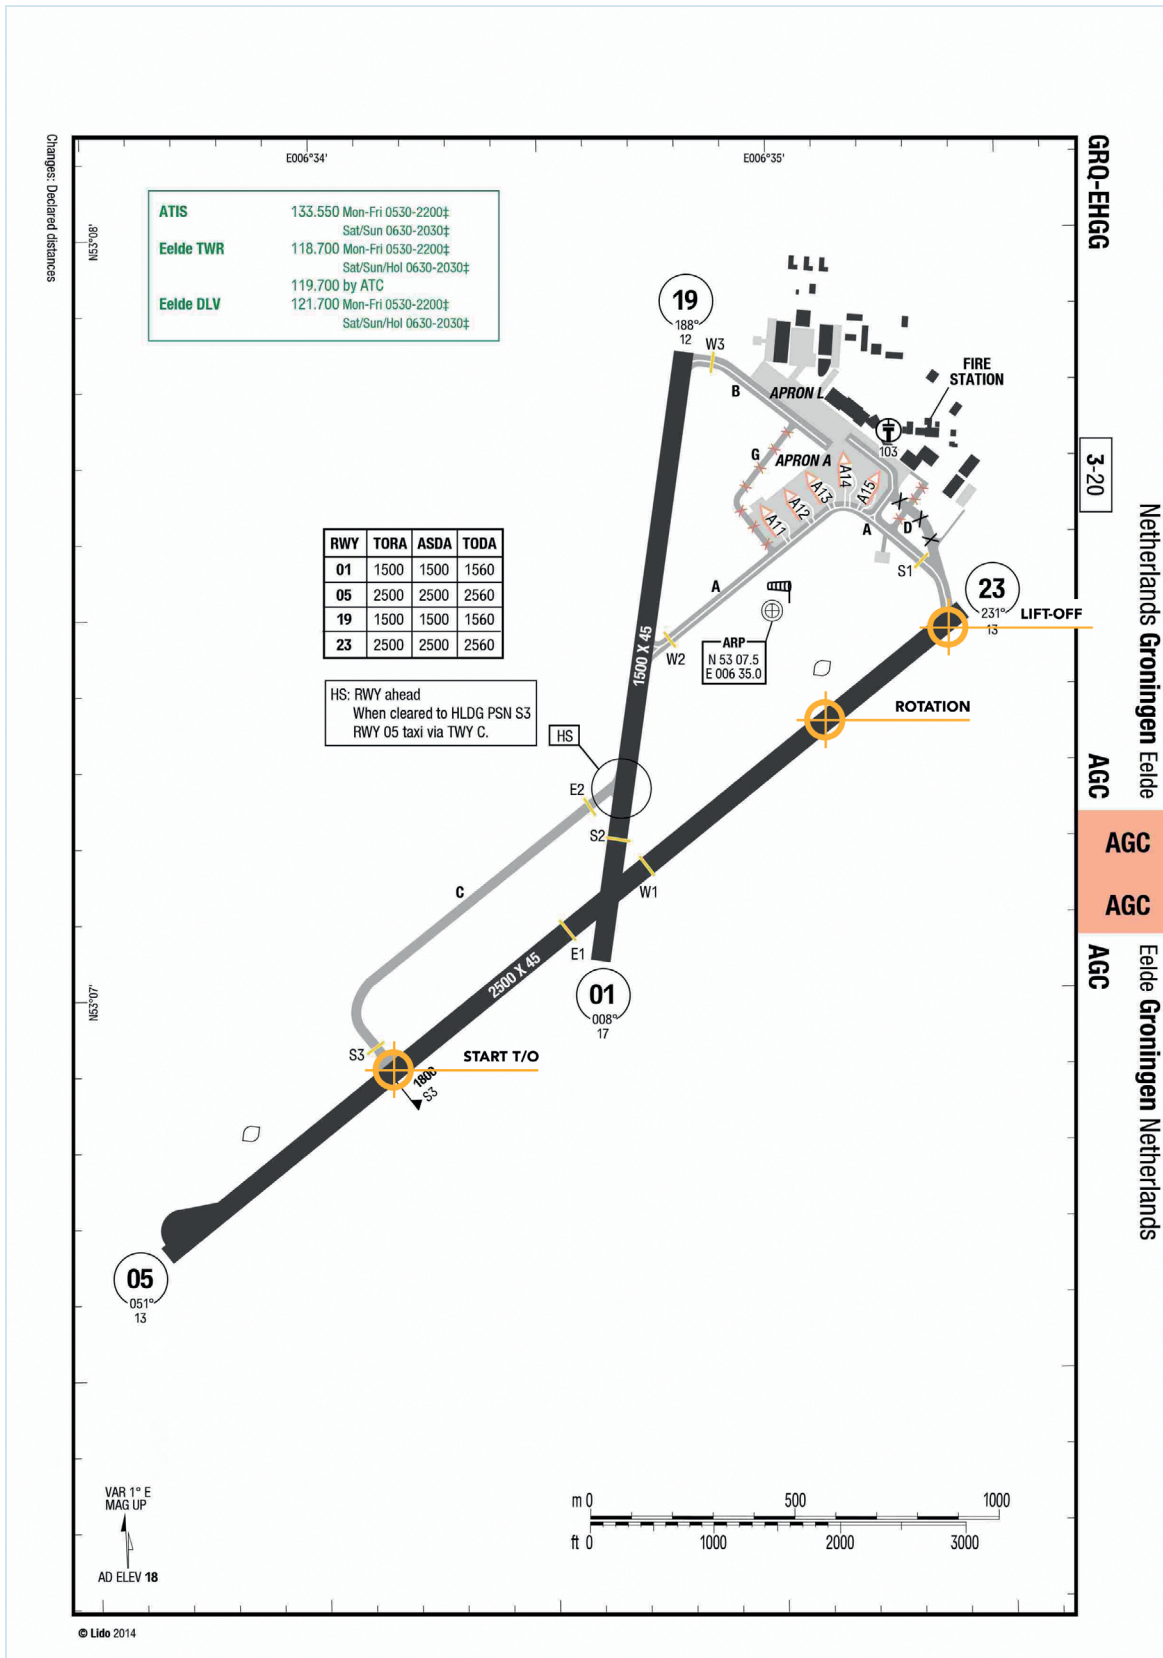 Changes: Declared distances
E006°34'
E006°35'
N53°08'
N53°07'
ATIS 133.550 Mon-Fri 0530-2200‡
Sat/Sun 0630-2030‡
Eelde TWR 118.700 Mon-Fri 0530-2200‡
Sat/Sun/Hol 0630-2030‡
119.700 by ATC
Eelde DLV 121.700 Mon-Fri 0530-2200‡
Sat/Sun/Hol 0630-2030‡
19
188°
12
W3
B
APRON L
FIRE
STATION
103
G
APRON A
A11
A12
A13
A14
A15
A
D
S1
23
231°
13
LIFT-OFF
RWY TORA ASDA TODA
01 1500 1500 1560
05 2500 2500 2560
19 1500 1500 1560
23 2500 2500 2560
A
ARP
N 53 07.5
E 006 35.0
W2
1500 X 45
HS: RWY ahead
When cleared to HLDG PSN S3
RWY 05 taxi via TWY C.
HS
ROTATION
E2
S2
W1
C
E1
2500 X 45
01
008°
17
S3
START T/O
1800
S3
05
051°
13
VAR 1° E
MAG UP
AD ELEV 18
m 0 500 1000
ft 0 1000 2000 3000
© Lido 2014
GRQ-EHGG
3-20
Netherlands Groningen Eelde
AGC
AGC
AGC
AGC
Eelde Groningen Netherlands